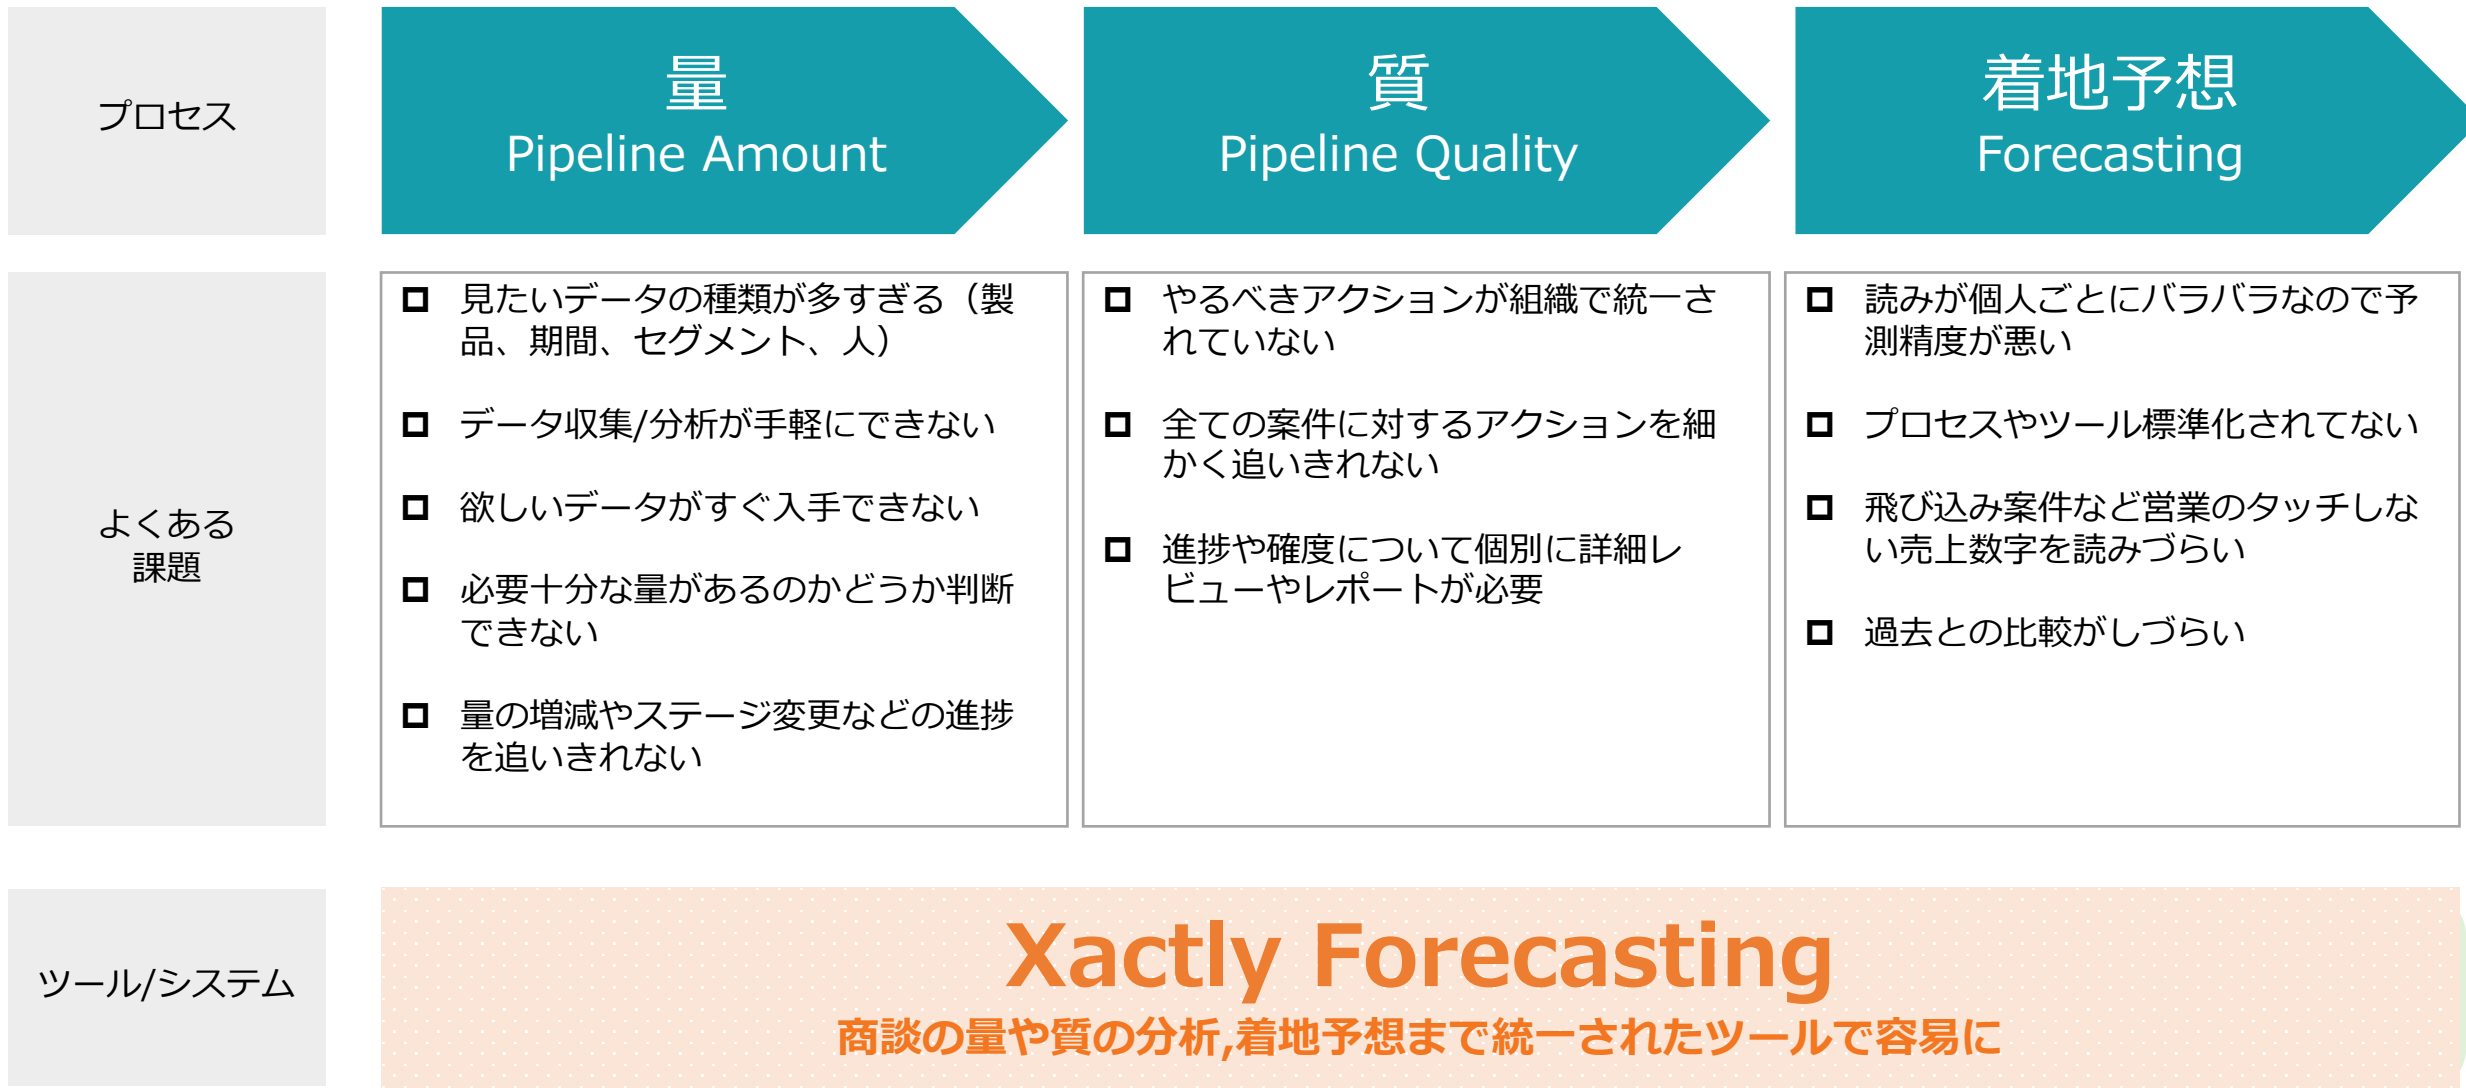 プロセス
量
Pipeline Amount
質
Pipeline Quality
着地予想
Forecasting
よくある
課題
見たいデータの種類が多すぎる（製
品、期間、セグメント、人）
データ収集/分析が手軽にできない
欲しいデータがすぐ入手できない
必要十分な量があるのかどうか判断
できない
量の増減やステージ変更などの進捗
を追いきれない
やるべきアクションが組織で統一さ
れていない
全ての案件に対するアクションを細
かく追いきれない
進捗や確度について個別に詳細レ
ビューやレポートが必要
読みが個人ごとにバラバラなので予
測精度が悪い
プロセスやツール標準化されてない
飛び込み案件など営業のタッチしな
い売上数字を読みづらい
過去との比較がしづらい
ツール/システム
Xactly Forecasting
商談の量や質の分析,着地予想まで統一されたツールで容易に